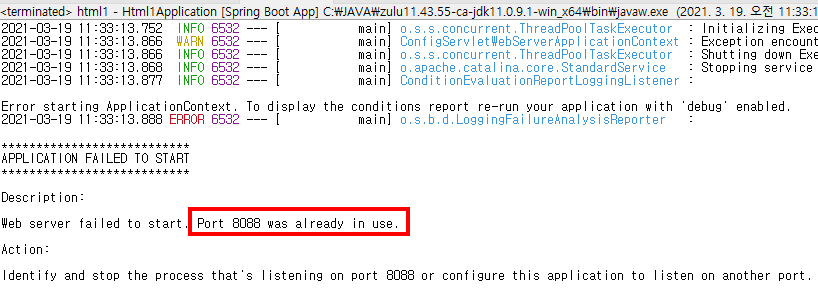 <terminated> html1 - Html1Application [Spring Boot App] C:₩JAVA₩zulu11.43.55-ca-jdk11.0.9.1-win_x64₩bin₩javaw.exe (2021. 3. 19. 오전 11:33:1
2021-03-19 11:33:13.752  INFO 6532 --- [           main] o.s.s.concurrent.ThreadPoolTaskExecutor  : Initializing Exec
2021-03-19 11:33:13.866  WARN 6532 --- [           main] ConfigServletWebServerApplicationContext : Exception encount
2021-03-19 11:33:13.868  INFO 6532 --- [           main] o.s.s.concurrent.ThreadPoolTaskExecutor  : Shutting down Exe
2021-03-19 11:33:13.868  INFO 6532 --- [           main] o.apache.catalina.core.StandardService   : Stopping service
2021-03-19 11:33:13.877  INFO 6532 --- [           main] ConditionEvaluationReportLoggingListener :
Error starting ApplicationContext. To display the conditions report re-run your application with 'debug' enabled.
2021-03-19 11:33:13.888 ERROR 6532 --- [           main] o.s.b.d.LoggingFailureAnalysisReporter   :
***************************
APPLICATION FAILED TO START
***************************
Description:
Web server failed to start. Port 8088 was already in use.
Action:
Identify and stop the process that's listening on port 8088 or configure this application to listen on another port.